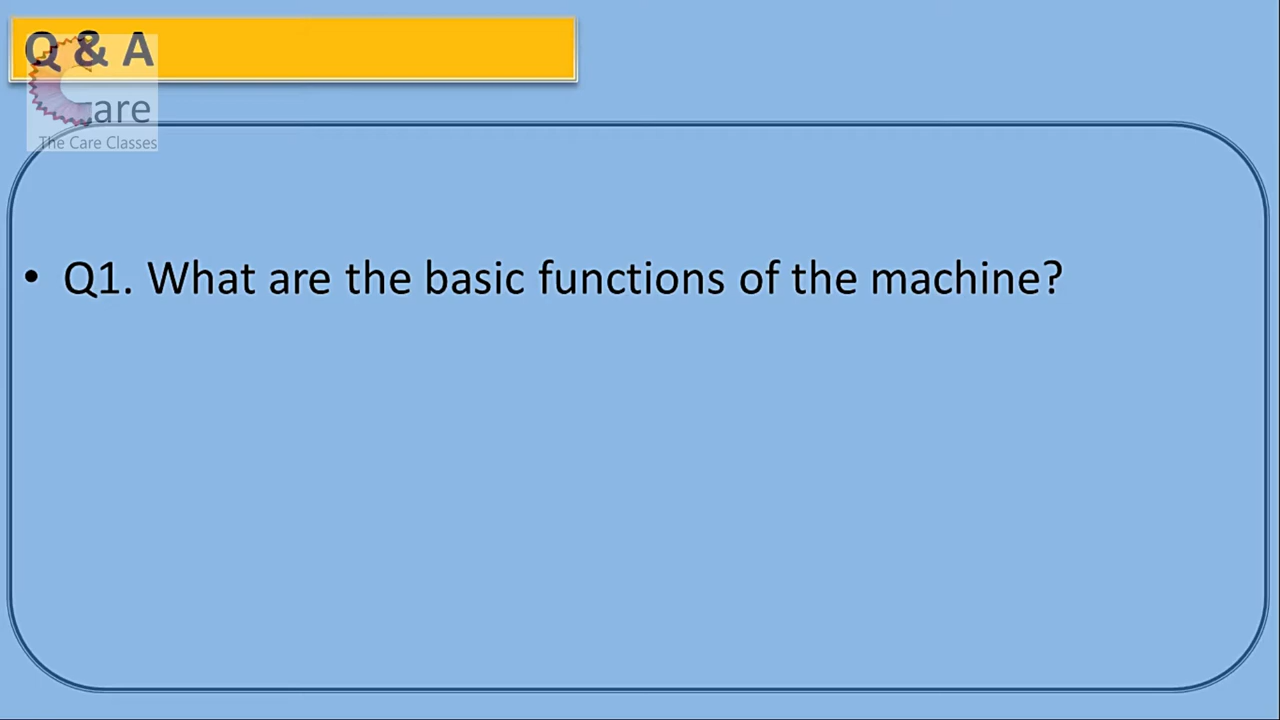 Q & A
Care
The Care Classes
• Q1. What are the basic functions of the machine?